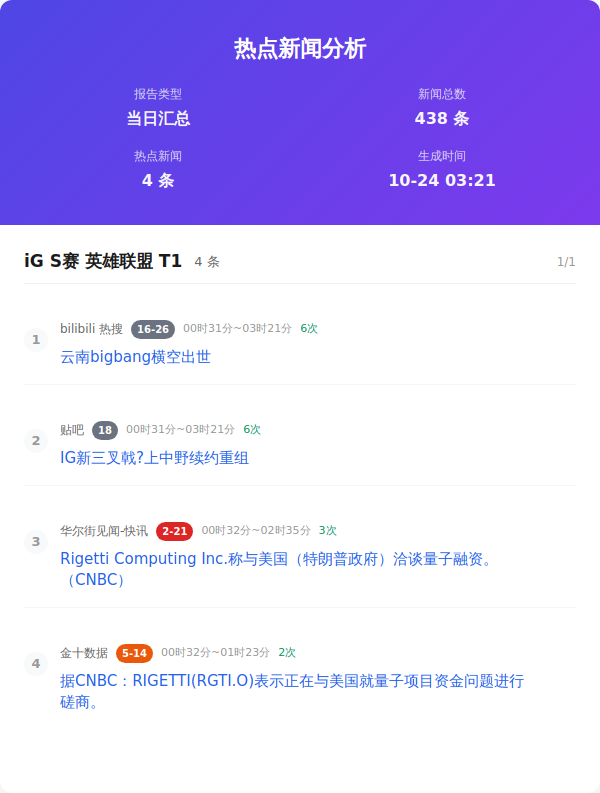 热点新闻分析
报告类型
当日汇总
新闻总数
438 条
热点新闻
4 条
生成时间
10-24 03:21
iG S赛 英雄联盟 T1 4 条 1/1
1
bilibili 热搜 16-26 00时31分~03时21分 6次
云南bigbang横空出世
2
贴吧 18 00时31分~03时21分 6次
IG新三叉戟?上中野续约重组
3
华尔街见闻-快讯 2-21 00时32分~02时35分 3次
Rigetti Computing Inc.称与美国（特朗普政府）洽谈量子融资。
（CNBC）
4
金十数据 5-14 00时32分~01时23分 2次
据CNBC：RIGETTI(RGTI.O)表示正在与美国就量子项目资金问题进行
磋商。